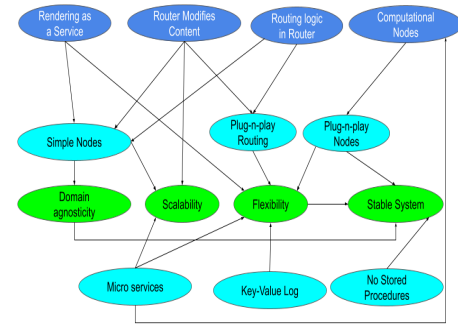 Rendering as
a Service
Router Modifies
Content
Routing logic
in Router
Computational
Nodes
Simple Nodes
Plug-n-play
Routing
Plug-n-play
Nodes
Domain
agnosticity
Scalability
Flexibility
Stable System
Micro services
Key-Value Log
No Stored
Procedures